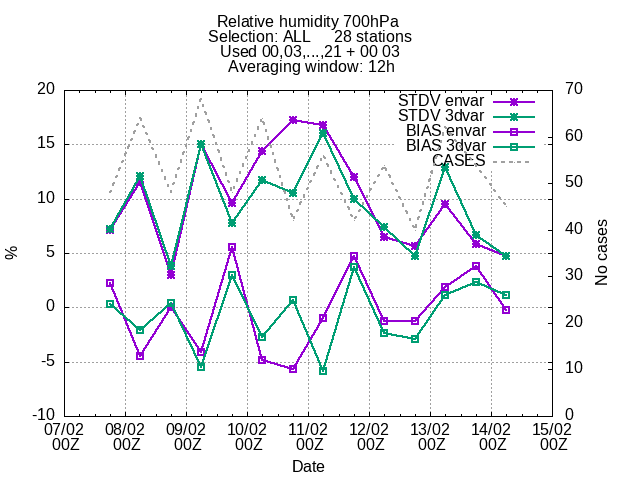 Relative humidity 700hPa
Selection: ALL 28 stations
Used 00,03,...,21 + 00 03
Averaging window: 12h
20 70
STDV envar
STDV 3dvar
BIAS envar
BIAS 3dvar
CASES
15 60
10 50
5 40
0 30
-5 20
10
-10 0
%
No cases
07/02 08/02 09/02 10/02 11/02 12/02 13/02 14/02 15/02
00Z 00Z 00Z 00Z 00Z 00Z 00Z 00Z 00Z
Date